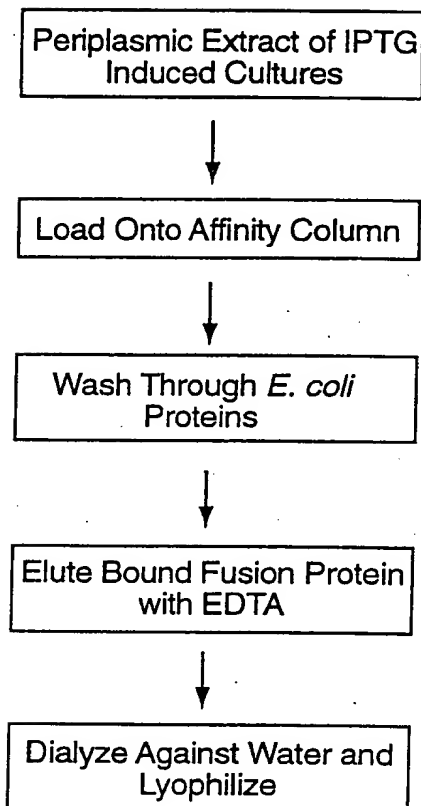 Periplasmic Extract of IPTG
Induced Cultures
Load Onto Affinity Column
Wash Through E. coli
Proteins
Elute Bound Fusion Protein
with EDTA
Dialyze Against Water and
Lyophilize